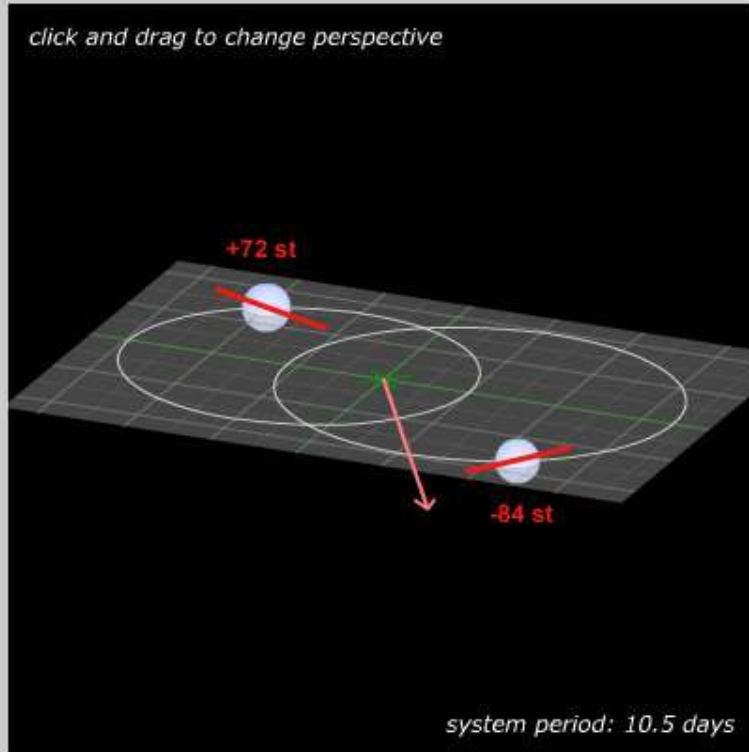 click and drag to change perspective
+72 st
-84 st
system period: 10.5 days